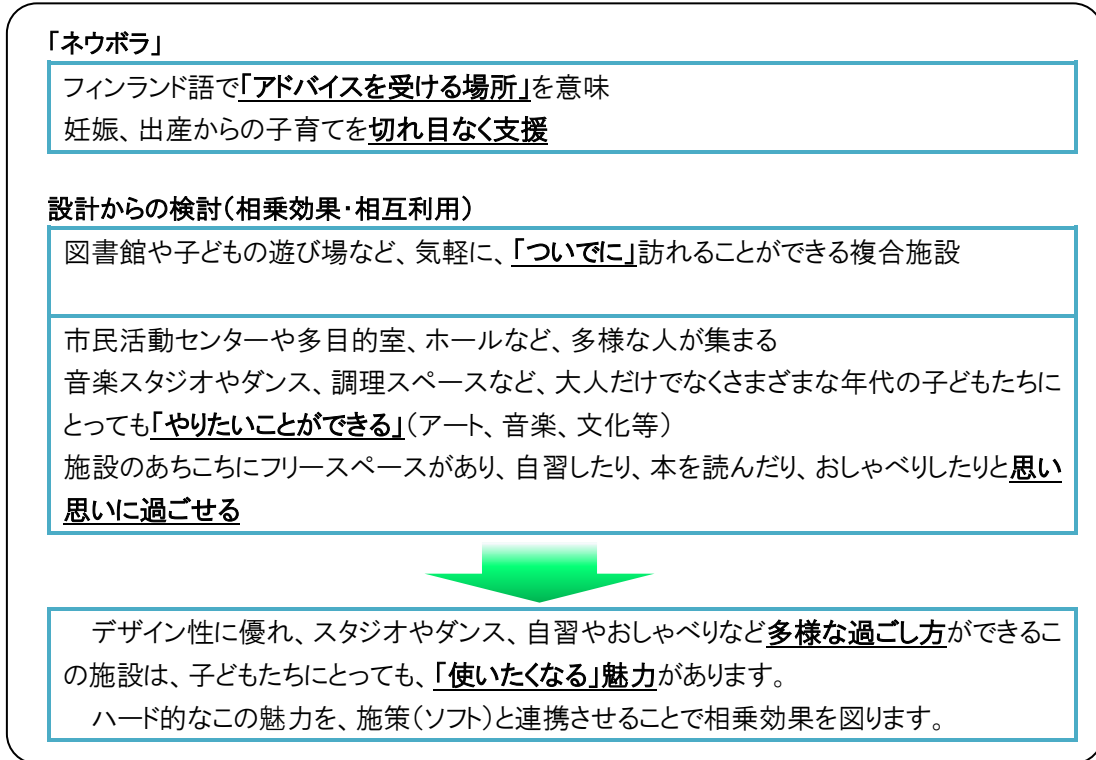 「ネウボラ」
フィンランド語で「アドバイスを受ける場所」を意味
妊娠、出産からの子育てを切れ目なく支援
設計からの検討(相乗効果・相互利用)
図書館や子どもの遊び場など、気軽に、「ついでに」訪れることができる複合施設
市民活動センターや多目的室、ホールなど、多様な人が集まる
音楽スタジオやダンス、調理スペースなど、大人だけでなくさまざまな年代の子どもたちに
とっても「やりたいことができる」(アート、音楽、文化等)
施設のあちこちにフリースペースがあり、自習したり、本を読んだり、おしゃべりしたりと思い
思いに過ごせる
デザイン性に優れ、スタジオやダンス、自習やおしゃべりなど多様な過ごし方ができるこ
の施設は、子どもたちにとっても、「使いたくなる」魅力があります。
ハード的なこの魅力を、施策(ソフト)と連携させることで相乗効果を図ります。